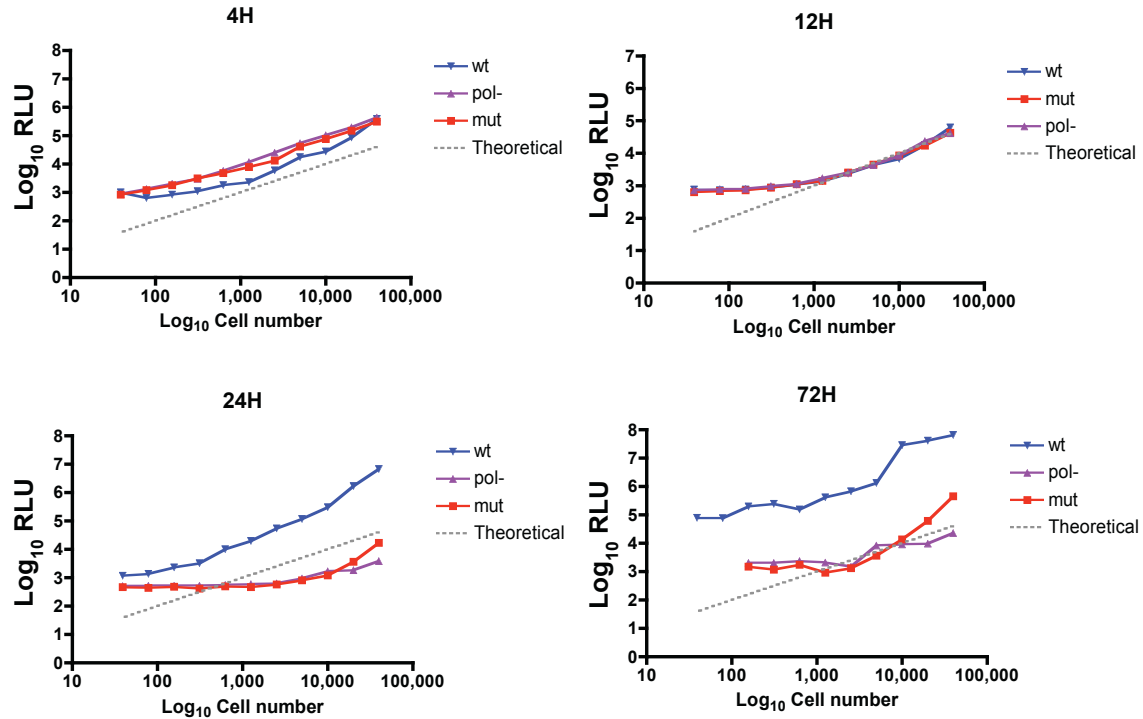 4H
Log10 RLU
8
7
6
5
4
3
2
1
0
10
100
1,000
10,000
100,000
Log10 Cell number
wt
pol-
mut
Theoretical
12H
Log10 RLU
7
6
5
4
3
2
1
0
10
100
1,000
10,000
100,000
Log10 Cell number
wt
mut
pol-
Theoretical
24H
Log10 RLU
8
7
6
5
4
3
2
1
0
10
100
1,000
10,000
100,000
Log10 Cell number
wt
pol-
mut
Theoretical
72H
Log10 RLU
8
7
6
5
4
3
2
1
0
10
100
1,000
10,000
100,000
Log10 Cell number
wt
pol-
mut
Theoretical